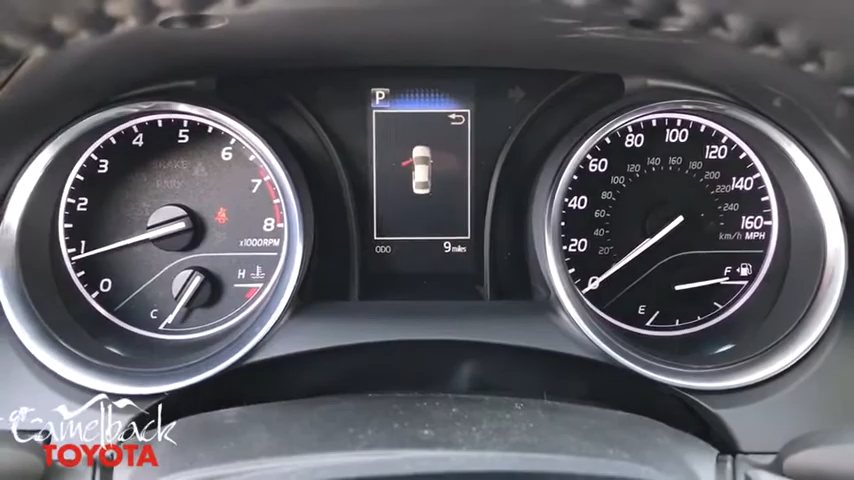 0
1
2
3
4
5
6
7
8
x1000RPM
BRAKE
PARK
H
C
P
ODO 9 miles
0
20
40
60
80
100
120
140
160
MPH
km/h
20
40
60
80
100
120
140
160
180
200
220
240
F
E
Camelback
TOYOTA